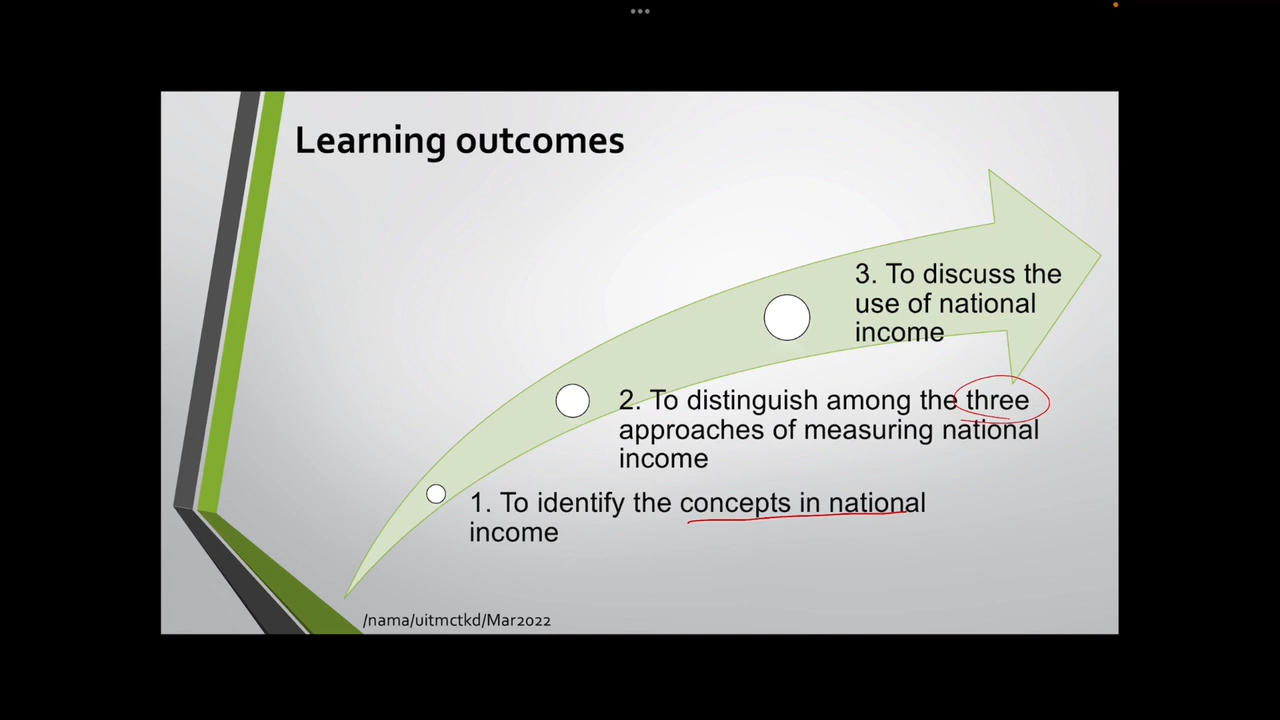 Learning outcomes
3. To discuss the
use of national
income
2. To distinguish among the three
approaches of measuring national
income
1. To identify the concepts in national
income
/nama/uitmctkd/Mar2022